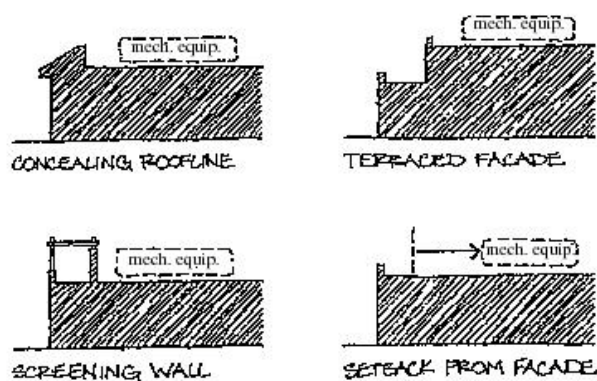 mech. equip.
CONCEALING ROOFLINE
mech. equip.
TERRACED FACADE
mech. equip.
SCREENING WALL
mech. equip.
SETBACK FROM FACADE